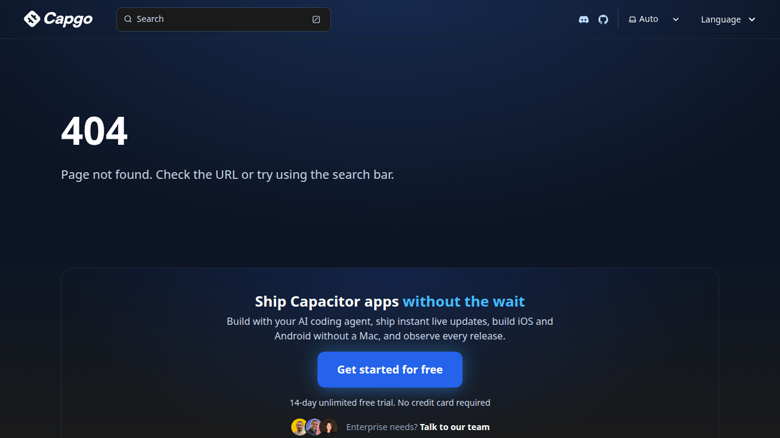 Capgo
Search
Auto
Language
404
Page not found. Check the URL or try using the search bar.
Ship Capacitor apps without the wait
Build with your AI coding agent, ship instant live updates, build iOS and
Android without a Mac, and observe every release.
Get started for free
14-day unlimited free trial. No credit card required
Enterprise needs? Talk to our team